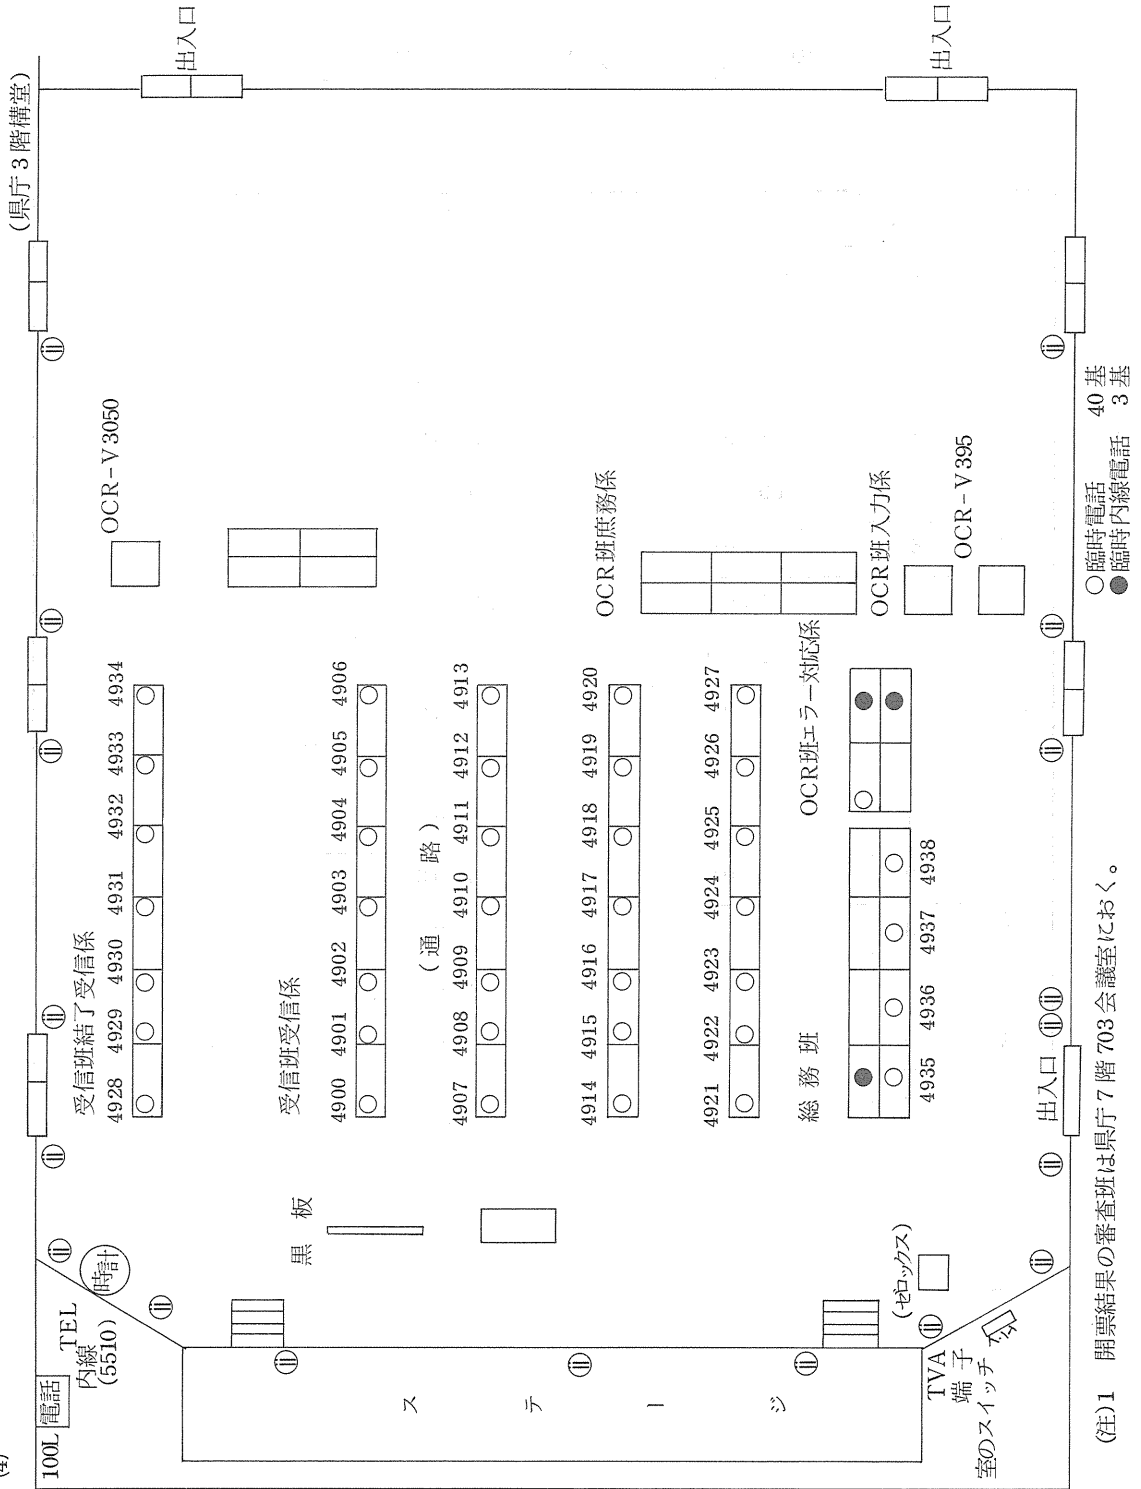 (4)
(県庁3階構堂)
100L 電話
TEL
内線
(5510)
時計
出入口
出入口
OCR-V3050
受信班結了受信係
4928 4929 4930 4931 4932 4933 4934
黒板
受信班受信係
4900 4901 4902 4903 4904 4905 4906
(通路)
4907 4908 4909 4910 4911 4912 4913
4914 4915 4916 4917 4918 4919 4920
4921 4922 4923 4924 4925 4926 4927
OCR班庶務係
ステージ
(ゼロックス)
総務班
OCR班エラー対応係
OCR班入力係
OCR-V395
4935 4936 4937 4938
TVA
端子
室のスイッチ
出入口
○臨時電話 40基
●臨時内線電話 3基
(注)1 開票結果の審査班は県庁7階703会議室におく。